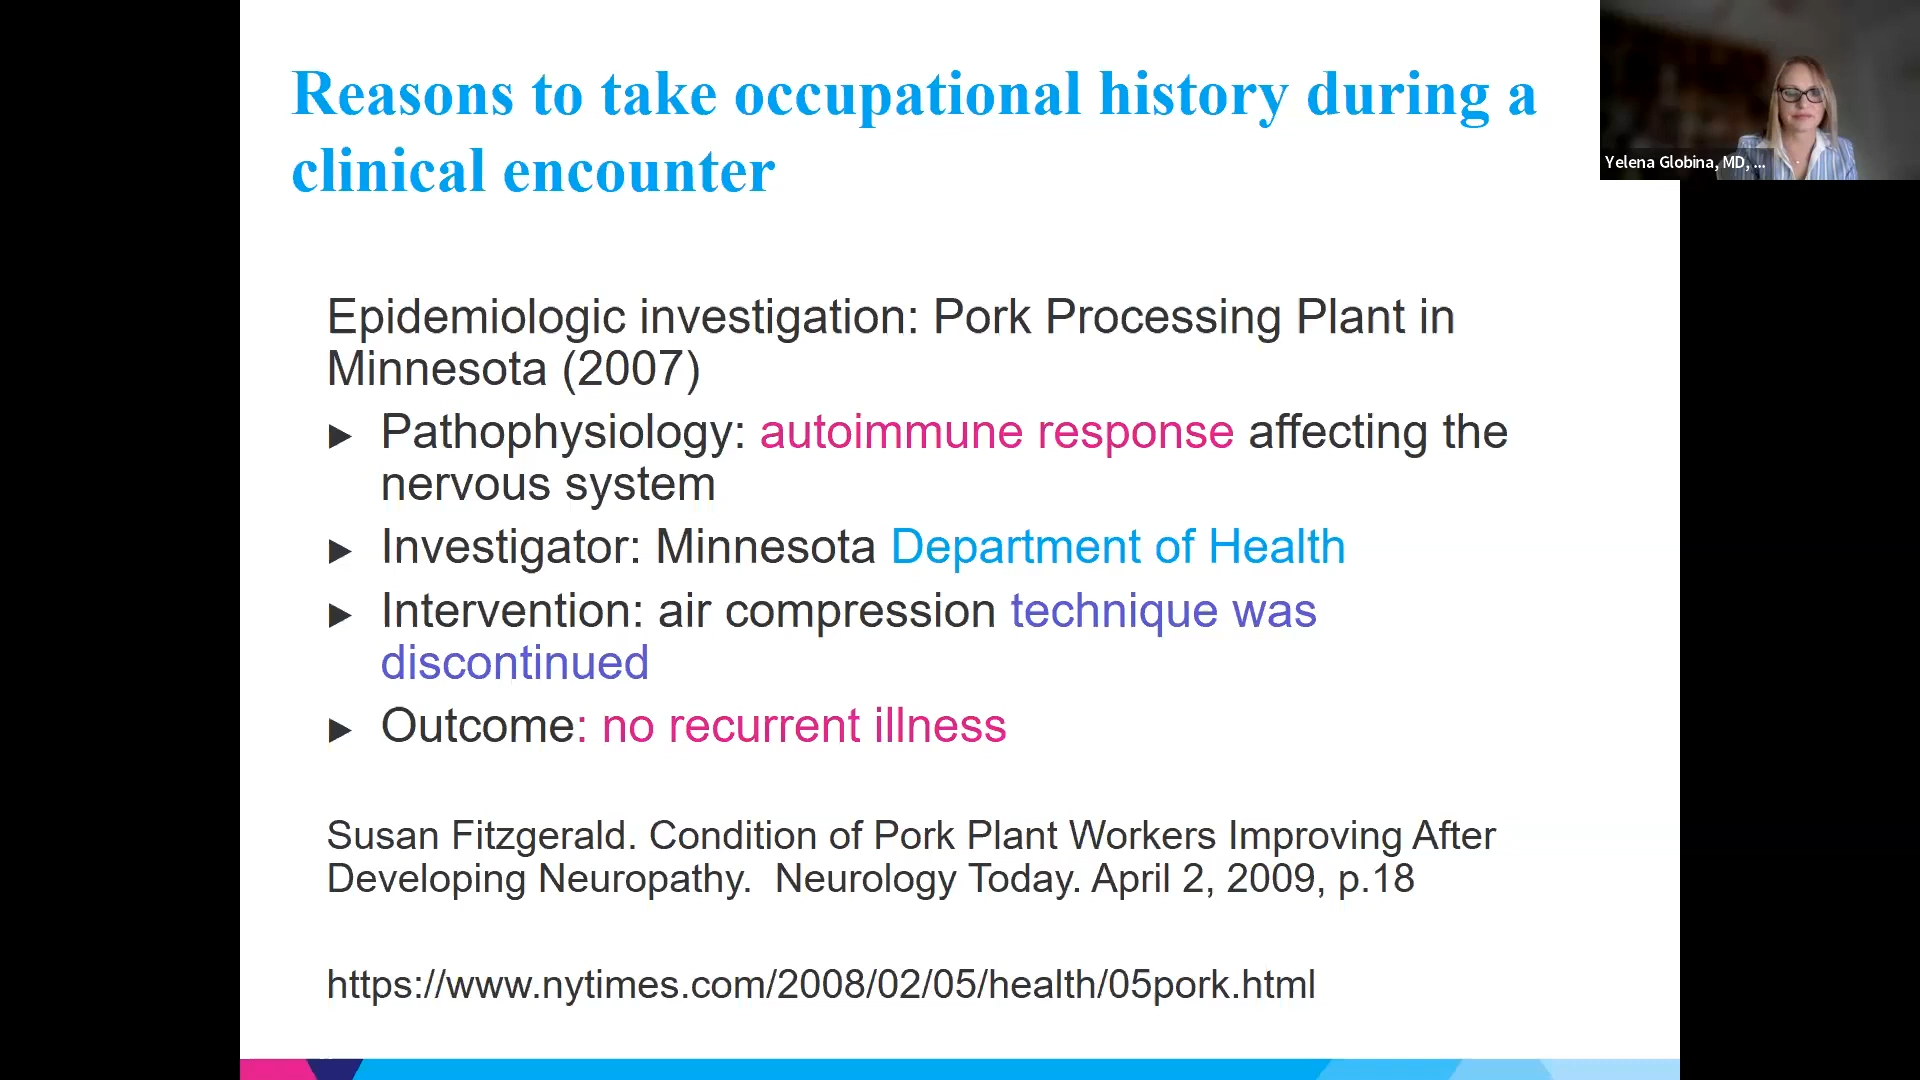 Reasons to take occupational history during a
clinical encounter
Yelena Globina, MD, ...
Epidemiologic investigation: Pork Processing Plant in
Minnesota (2007)
► Pathophysiology: autoimmune response affecting the
nervous system
► Investigator: Minnesota Department of Health
► Intervention: air compression technique was
discontinued
► Outcome: no recurrent illness
Susan Fitzgerald. Condition of Pork Plant Workers Improving After
Developing Neuropathy.  Neurology Today. April 2, 2009, p.18
https://www.nytimes.com/2008/02/05/health/05pork.html